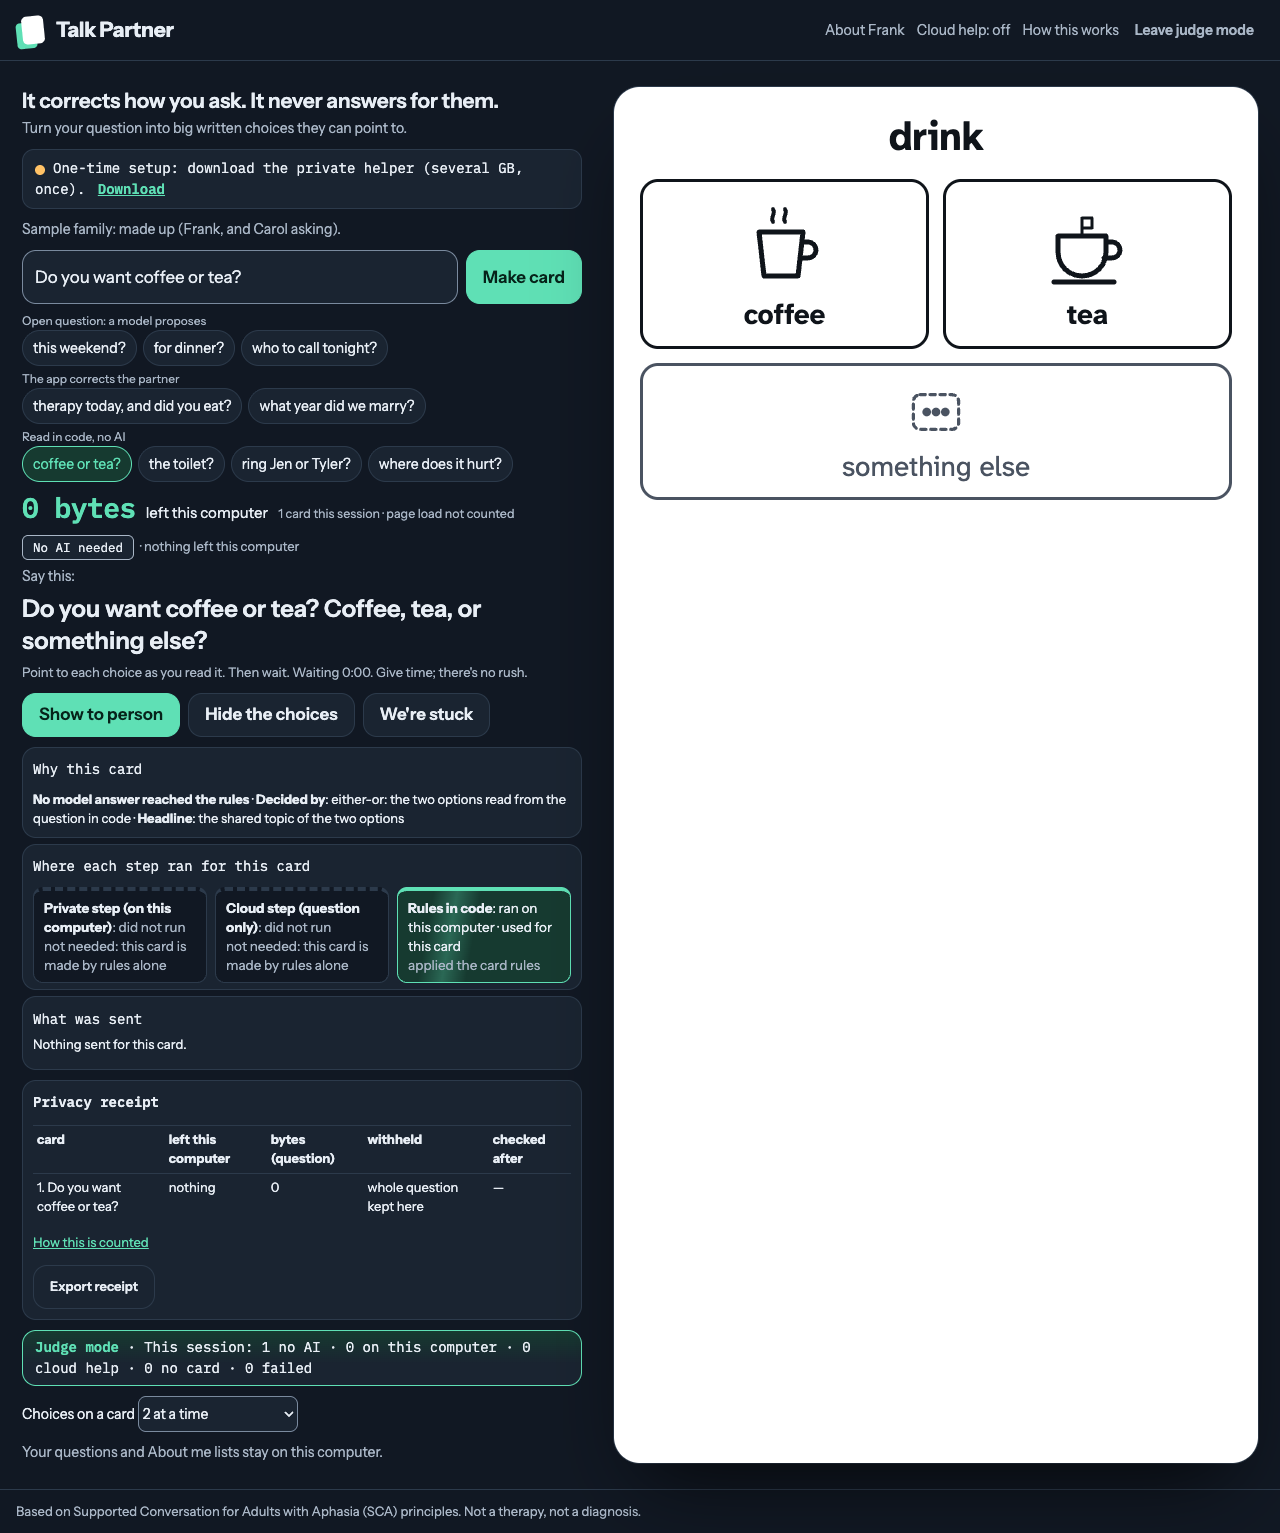 Talk Partner
About Frank
Cloud help: off
How this works
Leave judge mode
It corrects how you ask. It never answers for them.
Turn your question into big written choices they can point to.
One-time setup: download the private helper (several GB,
once). Download
Sample family: made up (Frank, and Carol asking).
Do you want coffee or tea?
Make card
Open question: a model proposes
this weekend?
for dinner?
who to call tonight?
The app corrects the partner
therapy today, and did you eat?
what year did we marry?
Read in code, no AI
coffee or tea?
the toilet?
ring Jen or Tyler?
where does it hurt?
0 bytes left this computer 1 card this session · page load not counted
No AI needed · nothing left this computer
Say this:
Do you want coffee or tea? Coffee, tea, or
something else?
Point to each choice as you read it. Then wait. Waiting 0:00. Give time; there's no rush.
Show to person
Hide the choices
We're stuck
Why this card
No model answer reached the rules · Decided by: either-or: the two options read from the
question in code · Headline: the shared topic of the two options
Where each step ran for this card
Private step (on this
computer): did not run
not needed: this card is
made by rules alone
Cloud step (question
only): did not run
not needed: this card is
made by rules alone
Rules in code: ran on
this computer · used for
this card
applied the card rules
What was sent
Nothing sent for this card.
Privacy receipt
card
left this
computer
bytes
(question)
withheld
checked
after
1. Do you want
coffee or tea?
nothing
0
whole question
kept here
—
How this is counted
Export receipt
Judge mode · This session: 1 no AI · 0 on this computer · 0
cloud help · 0 no card · 0 failed
Choices on a card 2 at a time
Your questions and About me lists stay on this computer.
drink
coffee
tea
something else
Based on Supported Conversation for Adults with Aphasia (SCA) principles. Not a therapy, not a diagnosis.